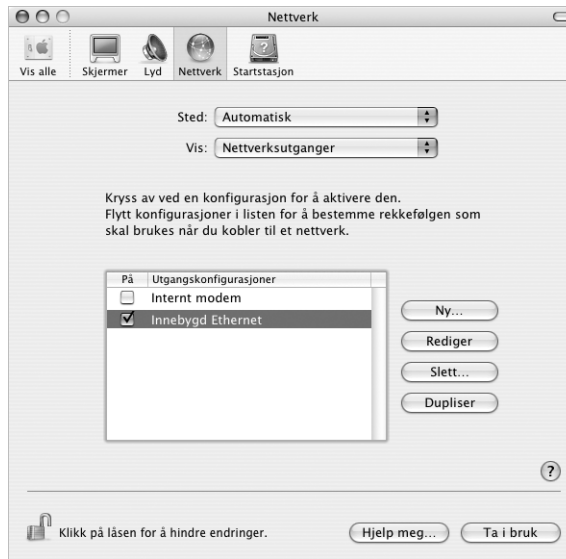 Nettverk
Vis alle Skjermer Lyd Nettverk Startstasjon
Sted: Automatisk
Vis: Nettverksutganger
Kryss av ved en konfigurasjon for å aktivere den.
Flytt konfigurasjoner i listen for å bestemme rekkefølgen som
skal brukes når du kobler til et nettverk.
På Utgangskonfigurasjoner
Internt modem
Innebygd Ethernet
Ny...
Rediger
Slett...
Dupliser
?
Klikk på låsen for å hindre endringer. Hjelp meg... Ta i bruk